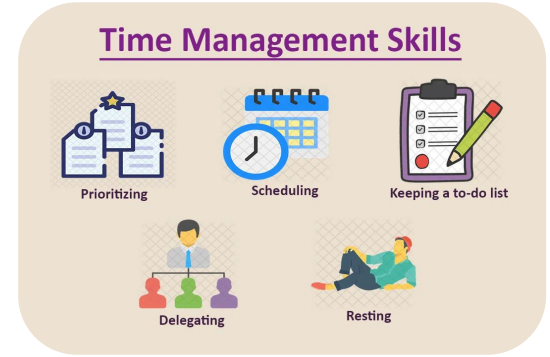 Time Management Skills
Prioritizing
Scheduling
Keeping a to-do list
Delegating
Resting